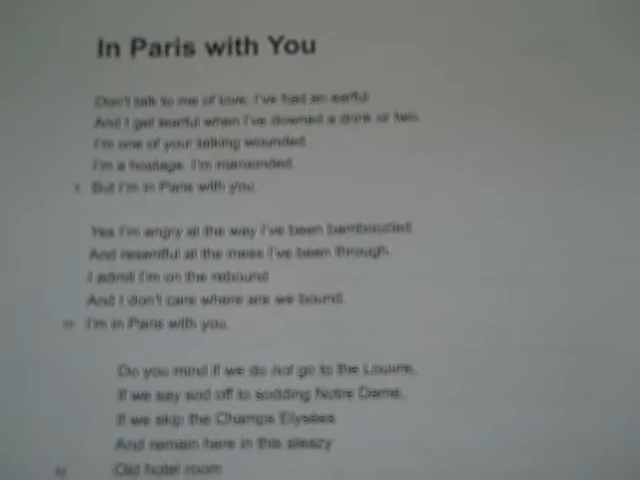 In Paris with You
Don't talk to me of love. I've had an earful
And I get tearful when I've downed a drink or two.
I'm one of your talking wounded.
I'm a hostage. I'm marooned.
But I'm in Paris with you.
Yes I'm angry at the way I've been bamboozled
And resentful at the mess I've been through.
I admit I'm on the rebound
And I don't care where are we bound.
I'm in Paris with you.
Do you mind if we do not go to the Louvre,
If we say sod off to sodding Notre Dame,
If we skip the Champs Elysées
And remain here in this sleazy
Old hotel room